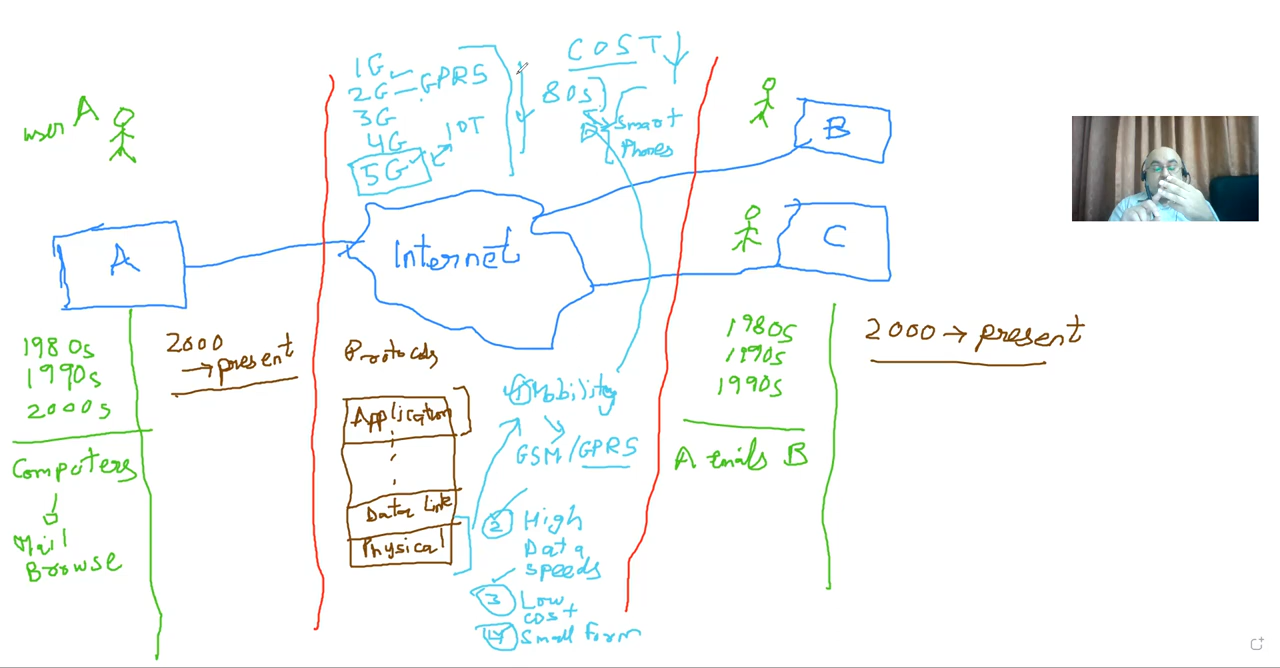 user A
1G
2G - GPRS
3G
4G
5G
IOT
COST
80s
Smart
Phones
B
A
Internet
C
1980s
1990s
2000s
2000
→ present
Protocols
Application
Data Link
Physical
Computers
Mail
Browse
1 Mobility
GSM/GPRS
2 High
Data
speeds
3 Low
cost
4 Small form
1980s
1990s
1990s
A emails B
2000 → present